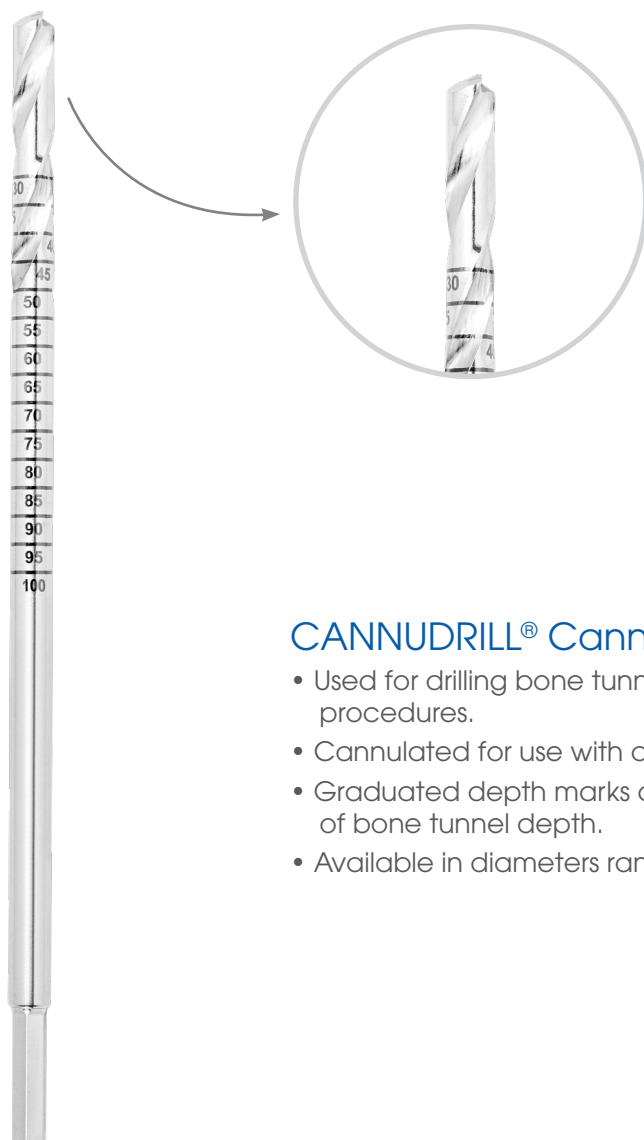 30
45
50
55
60
65
70
75
80
85
90
95
100
30
CANNUDRILL® Cann
• Used for drilling bone tunn
procedures.
• Cannulated for use with
• Graduated depth marks
of bone tunnel depth.
• Available in diameters ran